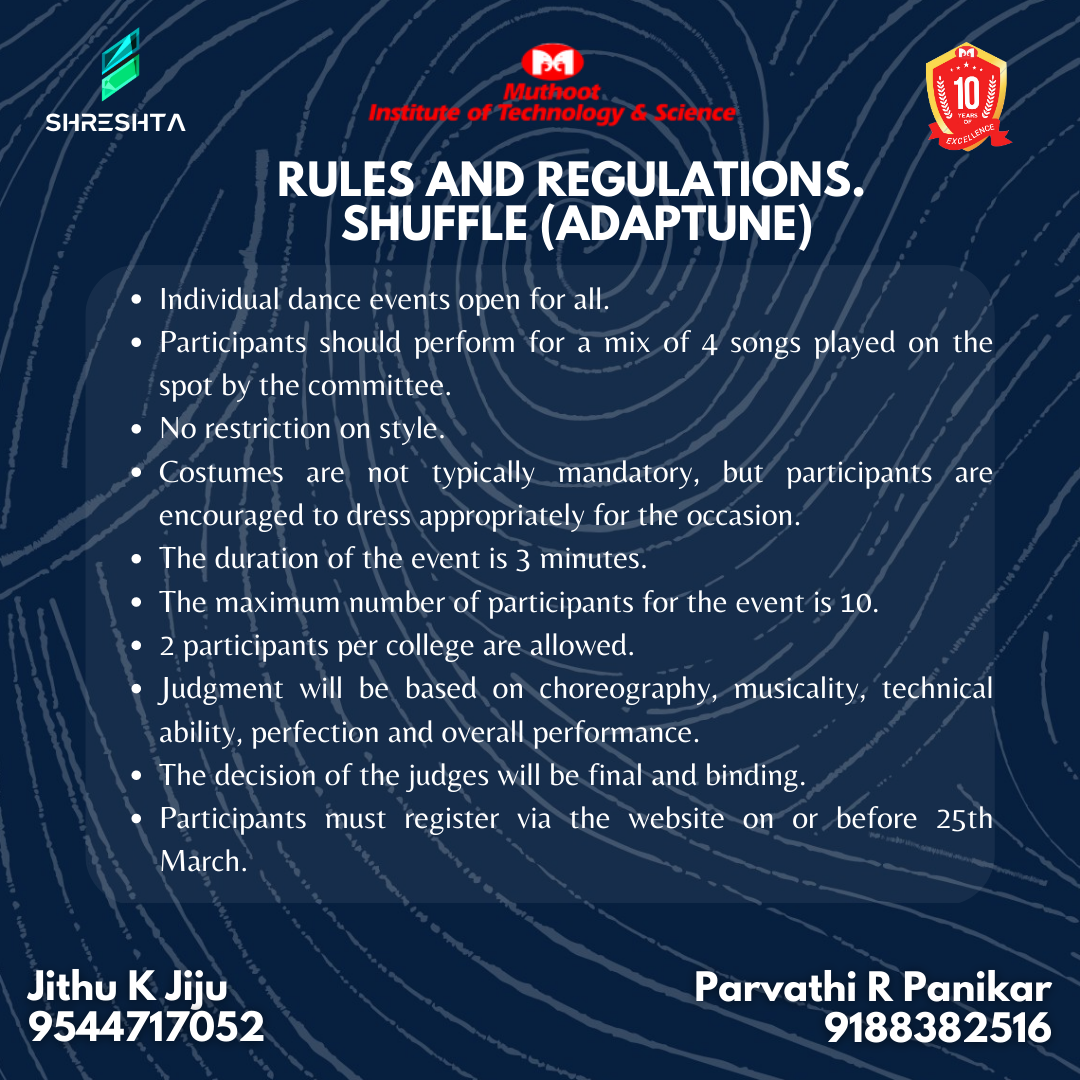 SHRESHTA
Muthoot
Institute of Technology & Science
10
YEARS
OF
EXCELLENCE
RULES AND REGULATIONS.
SHUFFLE (ADAPTUNE)
• Individual dance events open for all.
• Participants should perform for a mix of 4 songs played on the
spot by the committee.
• No restriction on style.
• Costumes are not typically mandatory, but participants are
encouraged to dress appropriately for the occasion.
• The duration of the event is 3 minutes.
• The maximum number of participants for the event is 10.
• 2 participants per college are allowed.
• Judgment will be based on choreography, musicality, technical
ability, perfection and overall performance.
• The decision of the judges will be final and binding.
• Participants must register via the website on or before 25th
March.
Jithu K Jiju
9544717052
Parvathi R Panikar
9188382516